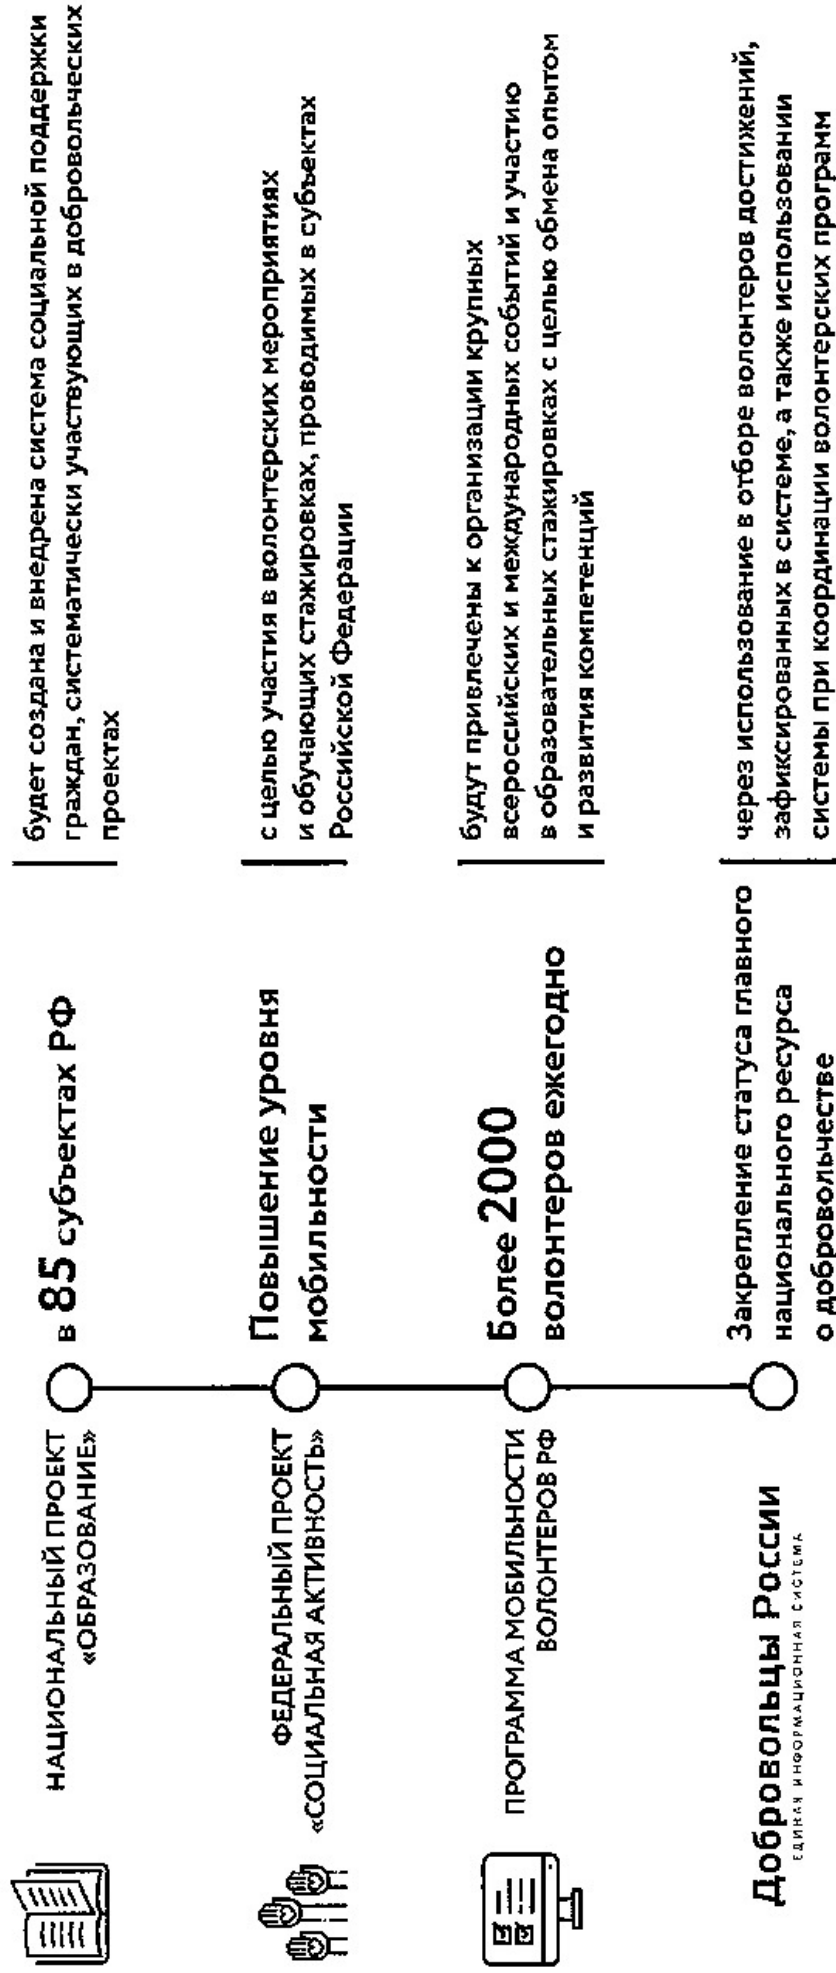 НАЦИОНАЛЬНЫЙ ПРОЕКТ
«ОБРАЗОВАНИЕ»
в 85 субъектах РФ
будет создана и внедрена система социальной поддержки
граждан, систематически участвующих в добровольческих
проектах
ФЕДЕРАЛЬНЫЙ ПРОЕКТ
«СОЦИАЛЬНАЯ АКТИВНОСТЬ»
Повышение уровня
мобильности
с целью участия в волонтерских мероприятиях
и обучающих стажировках, проводимых в субъектах
Российской Федерации
ПРОГРАММА МОБИЛЬНОСТИ
ВОЛОНТЕРОВ РФ
Более 2000
волонтеров ежегодно
будут привлечены к организации крупных
всероссийских и международных событий и участию
в образовательных стажировках с целью обмена опытом
и развития компетенций
Добровольцы России
ЕДИНАЯ ИНФОРМАЦИОННАЯ СИСТЕМА
Закрепление статуса главного
национального ресурса
о добровольчестве
через использование в отборе волонтеров достижений,
зафиксированных в системе, а также использовании
системы при координации волонтерских программ